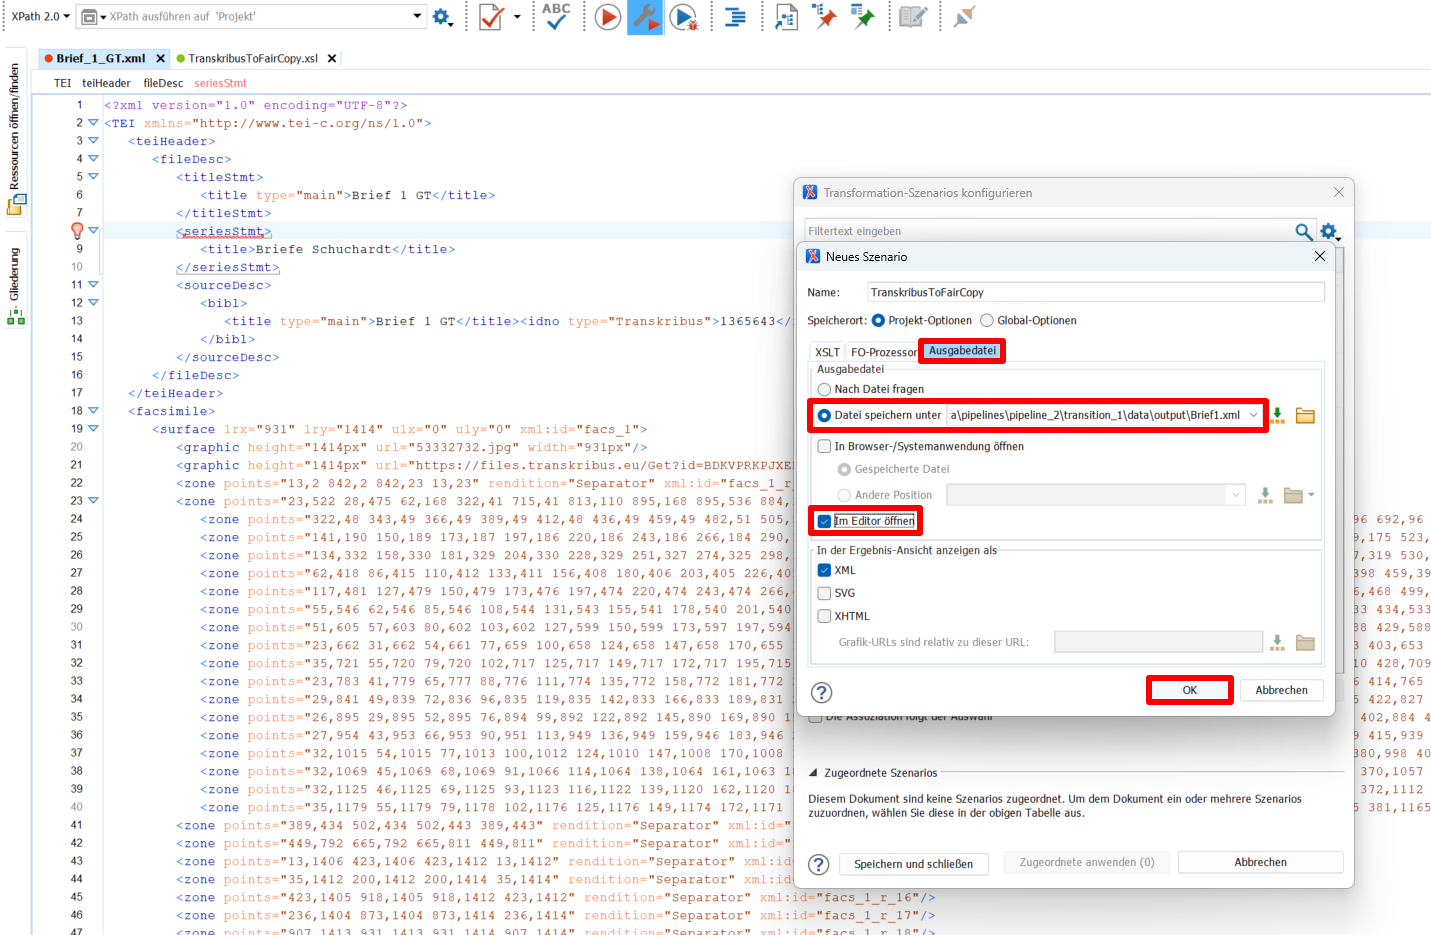 XPath 2.0 XPath ausführen auf 'Projekt'
ABC
Brief_1_GT.xml TranskribusToFairCopy.xsl
TEI teiHeader fileDesc seriesStmt
Ressourcen öffnen/finden
Gliederung
1 <?xml version="1.0" encoding="UTF-8"?>
2 <TEI xmlns="http://www.tei-c.org/ns/1.0">
3 <teiHeader>
4 <fileDesc>
5 <titleStmt>
6 <title type="main">Brief 1 GT</title>
7 </titleStmt>
<seriesStmt>
9 <title>Briefe Schuchardt</title>
10 </seriesStmt>
11 <sourceDesc>
12 <bibl>
13 <title type="main">Brief 1 GT</title><idno type="Transkribus">1365643</
14 </bibl>
15 </sourceDesc>
16 </fileDesc>
17 </teiHeader>
18 <facsimile>
19 <surface lrx="931" lry="1414" ulx="0" uly="0" xml:id="facs_1">
20 <graphic height="1414px" url="53332732.jpg" width="931px"/>
21 <graphic height="1414px" url="https://files.transkribus.eu/Get?id=BDKVPRKPJXE
22 <zone points="13,2 842,2 842,23 13,23" rendition="Separator" xml:id="facs_1_r_
23 <zone points="23,522 28,475 62,168 322,41 715,41 813,110 895,168 895,536 884,
24 <zone points="322,48 343,49 366,49 389,49 412,48 436,49 459,49 482,51 505, 96 692,96
25 <zone points="141,190 150,189 173,187 197,186 220,186 243,186 266,184 290, 9,175 523,
26 <zone points="134,332 158,330 181,329 204,330 228,329 251,327 274,325 298, 7,319 530,
27 <zone points="62,418 86,415 110,412 133,411 156,408 180,406 203,405 226,40 398 459,39
28 <zone points="117,481 127,479 150,479 173,476 197,474 220,474 243,474 266, 6,468 499,
29 <zone points="55,546 62,546 85,546 108,544 131,543 155,541 178,540 201,540 33 434,533
30 <zone points="51,605 57,603 80,602 103,602 127,599 150,599 173,597 197,594 88 429,588
31 <zone points="23,662 31,662 54,661 77,659 100,658 124,658 147,658 170,655 3 403,653
32 <zone points="35,721 55,720 79,720 102,717 125,717 149,717 172,717 195,715 10 428,709
33 <zone points="23,783 41,779 65,777 88,776 111,774 135,772 158,772 181,772 6 414,765
34 <zone points="29,841 49,839 72,836 96,835 119,835 142,833 166,833 189,831 5 422,827
35 <zone points="26,895 29,895 52,895 76,894 99,892 122,892 145,890 169,890 1 402,884 4
36 <zone points="27,954 43,953 66,953 90,951 113,949 136,949 159,946 183,946 9 415,939
37 <zone points="32,1015 54,1015 77,1013 100,1012 124,1010 147,1008 170,1008 380,998 40
38 <zone points="32,1069 45,1069 68,1069 91,1066 114,1064 138,1064 161,1063 1 370,1057
39 <zone points="32,1125 46,1125 69,1125 93,1123 116,1122 139,1120 162,1120 1 372,1112
40 <zone points="35,1179 55,1179 79,1178 102,1176 125,1176 149,1174 172,1171 5 381,1165
41 <zone points="389,434 502,434 502,443 389,443" rendition="Separator" xml:id="
42 <zone points="449,792 665,792 665,811 449,811" rendition="Separator" xml:id="
43 <zone points="13,1406 423,1406 423,1412 13,1412" rendition="Separator" xml:id
44 <zone points="35,1412 200,1412 200,1414 35,1414" rendition="Separator" xml:id
45 <zone points="423,1405 918,1405 918,1412 423,1412" rendition="Separator" xml:id="facs_1_r_16"/>
46 <zone points="236,1404 873,1404 873,1414 236,1414" rendition="Separator" xml:id="facs_1_r_17"/>
47 <zone points="907,1413 931,1413 931,1414 907,1414" rendition="Separator" xml:id="facs_1_r_18"/>
Transformation-Szenarios konfigurieren
Filtertext eingeben
Neues Szenario
Name: TranskribusToFairCopy
Speicherort: Projekt-Optionen Global-Optionen
XSLT FO-Prozessor Ausgabedatei
Ausgabedatei
Nach Datei fragen
Datei speichern unter :a\pipelines\pipeline_2\transition_1\data\output\Brief1.xml
In Browser-/Systemanwendung öffnen
Gespeicherte Datei
Andere Position
Im Editor öffnen
In der Ergebnis-Ansicht anzeigen als
XML
SVG
XHTML
Grafik-URLs sind relativ zu dieser URL:
OK Abbrechen
Die Assoziation folgt der Auswahl
Zugeordnete Szenarios
Diesem Dokument sind keine Szenarios zugeordnet. Um dem Dokument ein oder mehrere Szenarios
zuzuordnen, wählen Sie diese in der obigen Tabelle aus.
Speichern und schließen Zugeordnete anwenden (0) Abbrechen